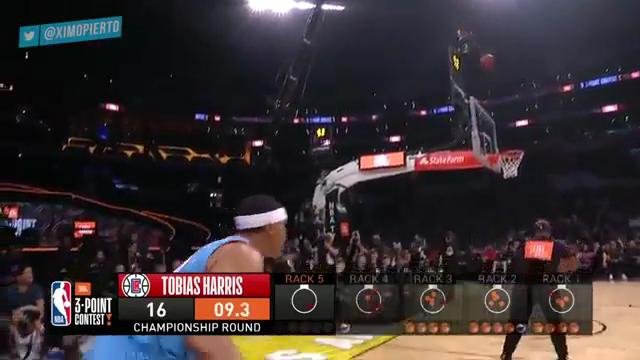 @XIMOPIERTO
State Farm
TOBIAS HARRIS
16
09.3
CHAMPIONSHIP ROUND
NBA
JBL
3-POINT
CONTEST
RACK 5
RACK 4
RACK 3
RACK 2
RACK 1